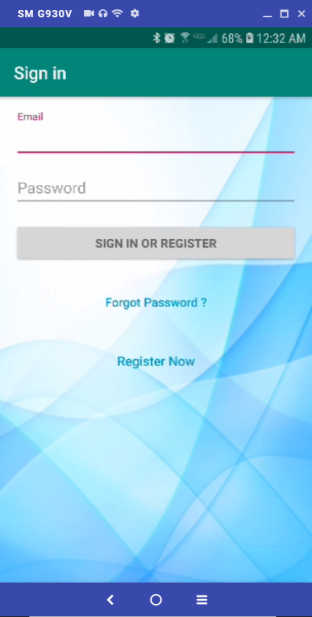 SM G930V
68% 12:32 AM
Sign in
Email
Password
SIGN IN OR REGISTER
Forgot Password ?
Register Now